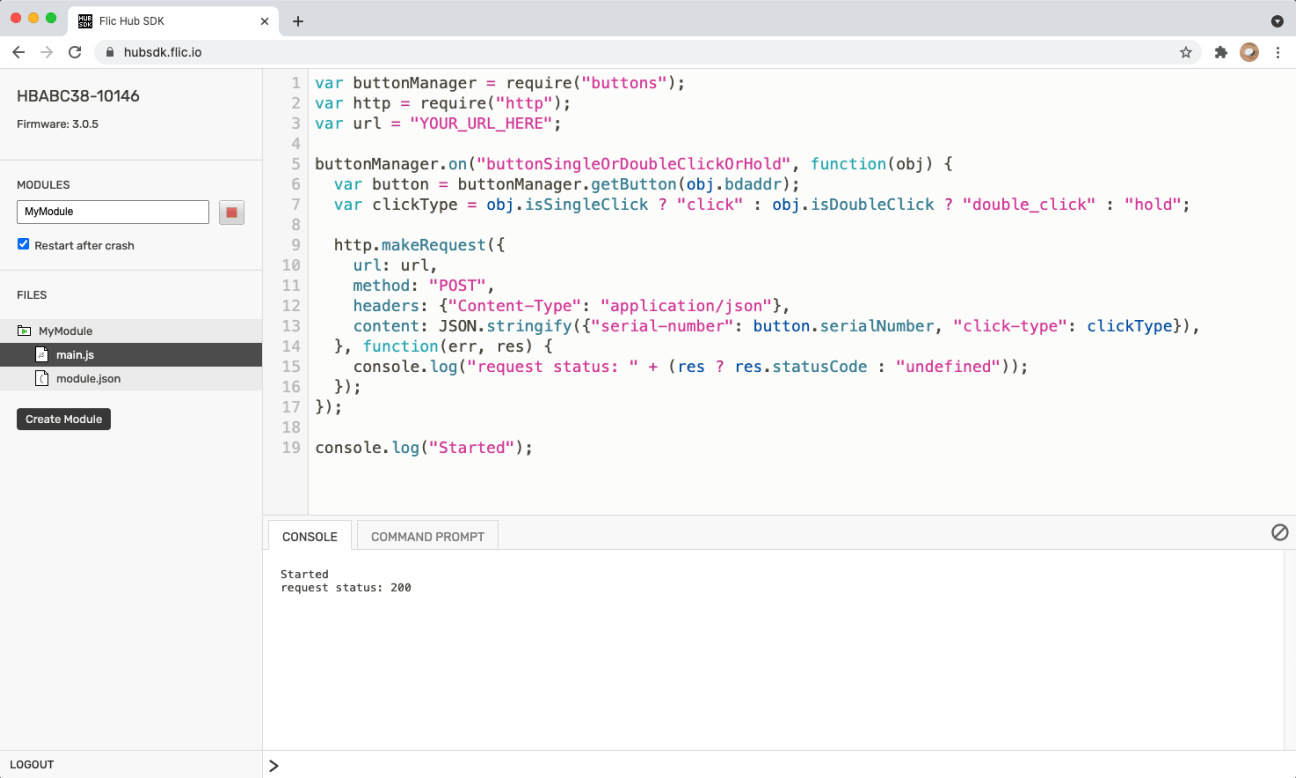 HUB SDK Flic Hub SDK
hubsdk.flic.io
HBABC38-10146
Firmware: 3.0.5
MODULES
MyModule
Restart after crash
FILES
MyModule
main.js
module.json
Create Module
LOGOUT
1 var buttonManager = require("buttons");
2 var http = require("http");
3 var url = "YOUR_URL_HERE";
4
5 buttonManager.on("buttonSingleOrDoubleClickOrHold", function(obj) {
6   var button = buttonManager.getButton(obj.bdaddr);
7   var clickType = obj.isSingleClick ? "click" : obj.isDoubleClick ? "double_click" : "hold";
8
9   http.makeRequest({
10     url: url,
11     method: "POST",
12     headers: {"Content-Type": "application/json"},
13     content: JSON.stringify({"serial-number": button.serialNumber, "click-type": clickType}),
14   }, function(err, res) {
15     console.log("request status: " + (res ? res.statusCode : "undefined"));
16   });
17 });
18
19 console.log("Started");
CONSOLE COMMAND PROMPT
Started
request status: 200
>